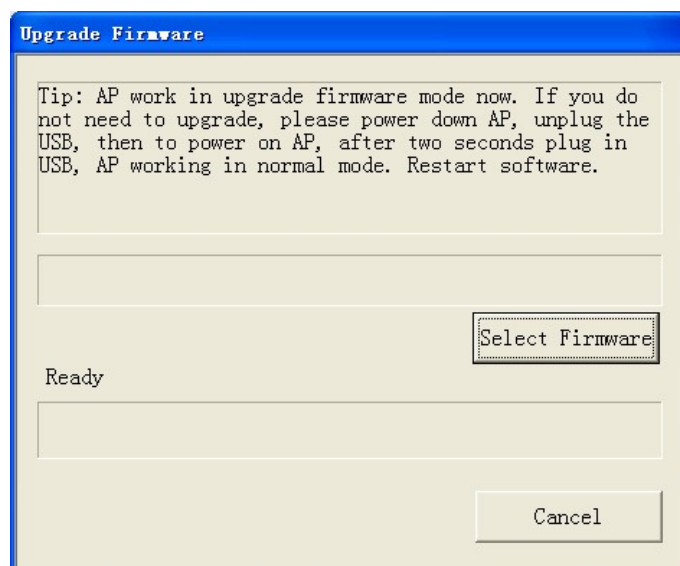 Upgrade Firmware
Tip: AP work in upgrade firmware mode now. If you do
not need to upgrade, please power down AP, unplug the
USB, then to power on AP, after two seconds plug in
USB, AP working in normal mode. Restart software.
Select Firmware
Ready
Cancel